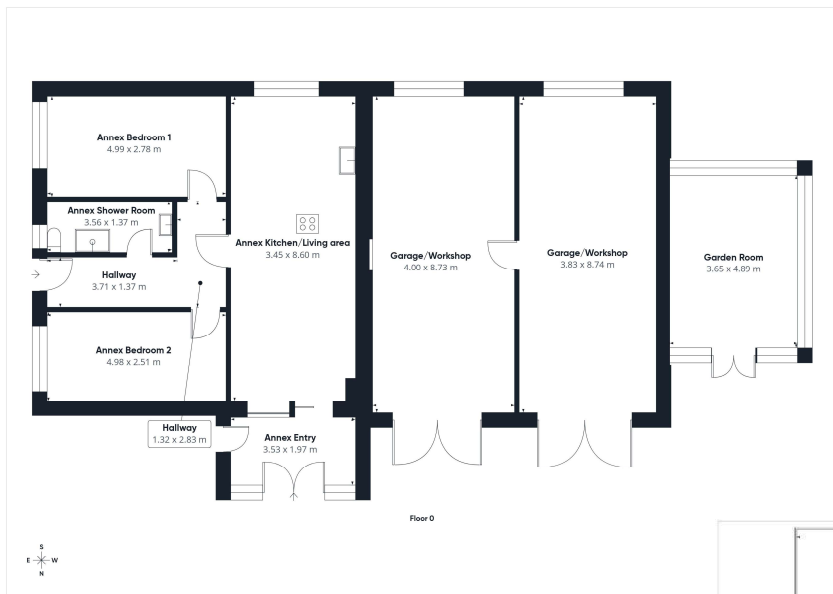 Annex Bedroom 1
4.99 x 2.78 m
Annex Shower Room
3.56 x 1.37 m
Annex Kitchen/Living area
3.45 x 8.60 m
Garage/Workshop
4.00 x 8.73 m
Garage/Workshop
3.83 x 8.74 m
Garden Room
3.65 x 4.89 m
Hallway
3.71 x 1.37 m
Annex Bedroom 2
4.98 x 2.51 m
Hallway
1.32 x 2.83 m
Annex Entry
3.53 x 1.97 m
Floor 0
S
E W
N